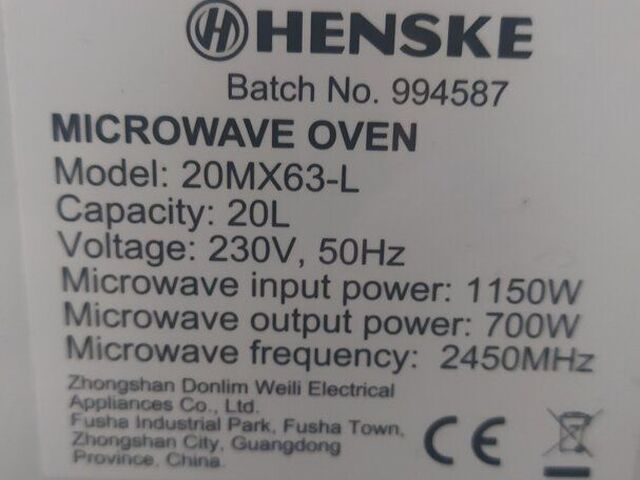 HENSKE
Batch No. 994587
MICROWAVE OVEN
Model: 20MX63-L
Capacity: 20L
Voltage: 230V, 50Hz
Microwave input power: 1150W
Microwave output power: 700W
Microwave frequency: 2450MHz
Zhongshan Donlim Weili Electrical
Appliances Co., Ltd.
Fusha Industrial Park, Fusha Town,
Zhongshan City, Guangdong
Province, China.
CE